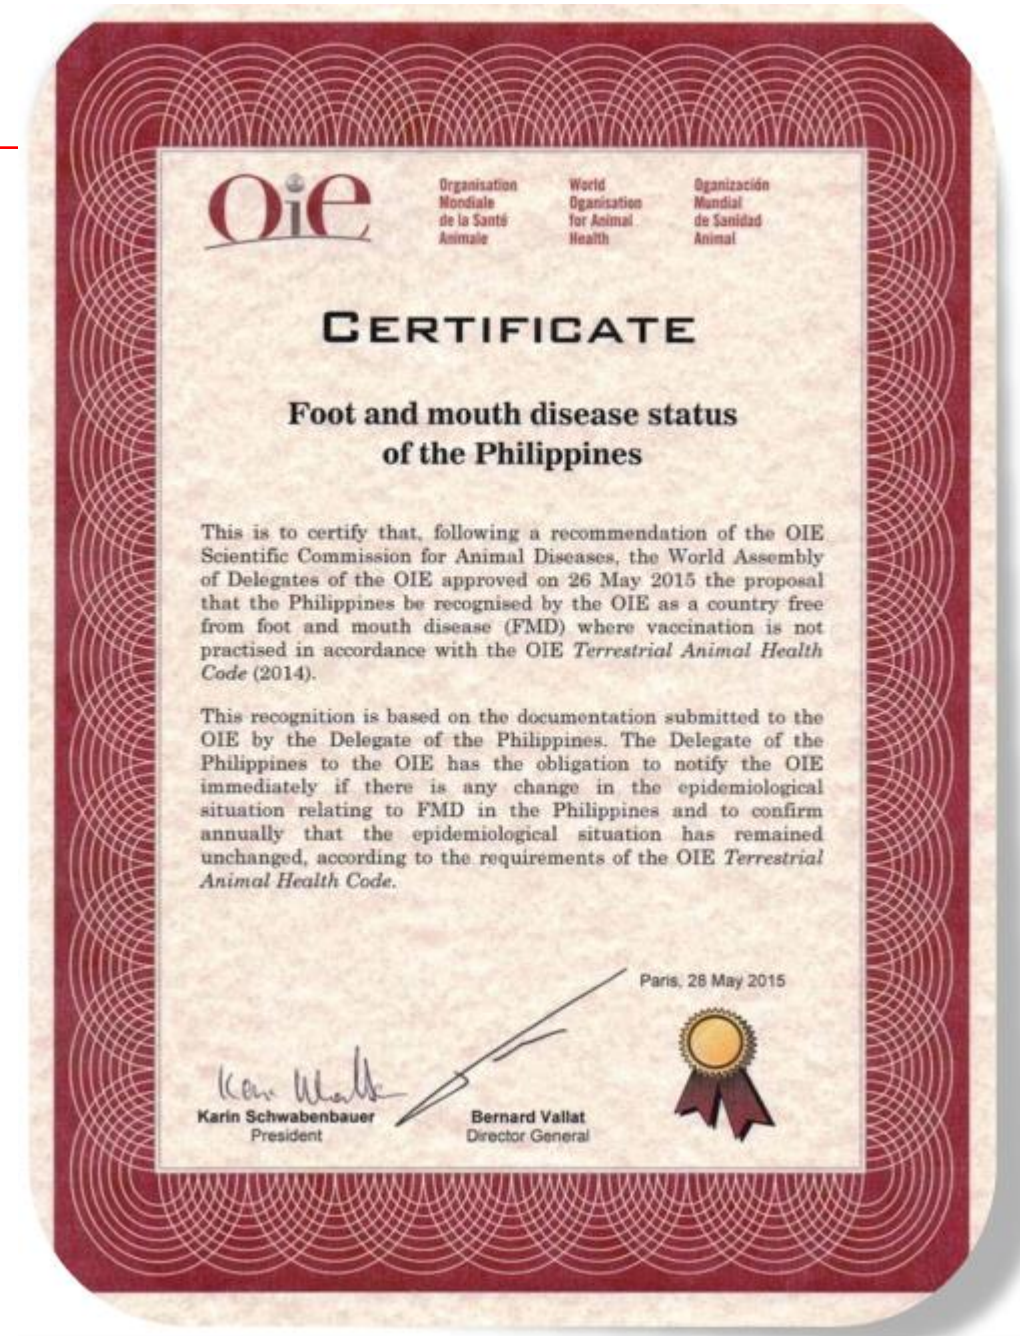 OiE
Organisation
Mondiale
de la Santé
Animale
World
Oganisation
for Animal
Health
Oganización
Mundial
de Sanidad
Animal
CERTIFICATE
Foot and mouth disease status
of the Philippines
This is to certify that, following a recommendation of the OIE
Scientific Commission for Animal Diseases, the World Assembly
of Delegates of the OIE approved on 26 May 2015 the proposal
that the Philippines be recognised by the OIE as a country free
from foot and mouth disease (FMD) where vaccination is not
practised in accordance with the OIE Terrestrial Animal Health
Code (2014).
This recognition is based on the documentation submitted to the
OIE by the Delegate of the Philippines. The Delegate of the
Philippines to the OIE has the obligation to notify the OIE
immediately if there is any change in the epidemiological
situation relating to FMD in the Philippines and to confirm
annually that the epidemiological situation has remained
unchanged, according to the requirements of the OIE Terrestrial
Animal Health Code.
Paris, 28 May 2015
Karin Schwabenbauer
President
Bernard Vallat
Director General